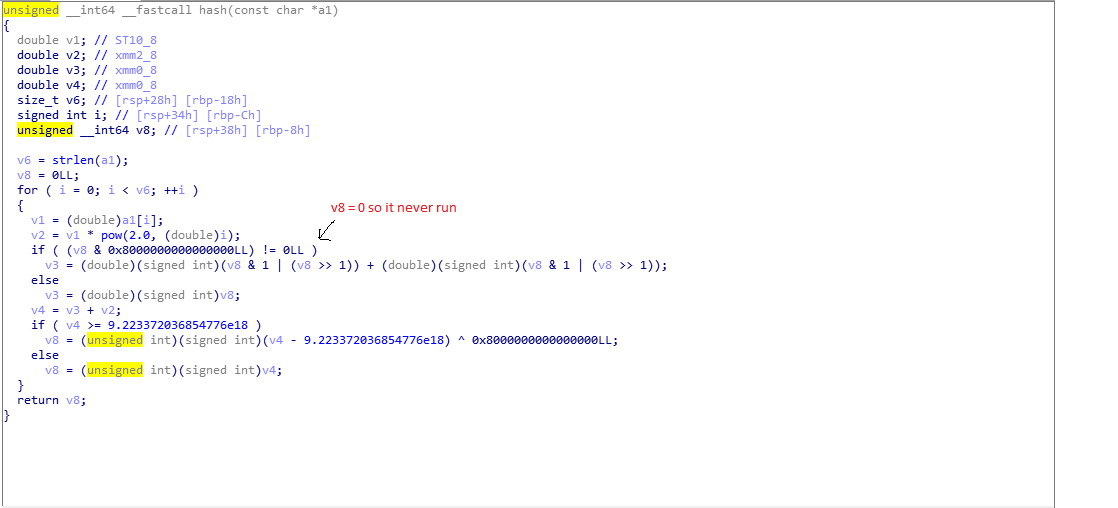 unsigned __int64 __fastcall hash(const char *a1)
{
  double v1; // ST10_8
  double v2; // xmm2_8
  double v3; // xmm0_8
  double v4; // xmm0_8
  size_t v6; // [rsp+28h] [rbp-18h]
  signed int i; // [rsp+34h] [rbp-Ch]
  unsigned __int64 v8; // [rsp+38h] [rbp-8h]

  v6 = strlen(a1);
  v8 = 0LL;
  for ( i = 0; i < v6; ++i )
  {
v8 = 0 so it never run
    v1 = (double)a1[i];
    v2 = v1 * pow(2.0, (double)i);
    if ( (v8 & 0x8000000000000000LL) != 0LL )
      v3 = (double)(signed int)(v8 & 1 | (v8 >> 1)) + (double)(signed int)(v8 & 1 | (v8 >> 1));
    else
      v3 = (double)(signed int)v8;
    v4 = v3 + v2;
    if ( v4 >= 9.223372036854776e18 )
      v8 = (unsigned int)(signed int)(v4 - 9.223372036854776e18) ^ 0x8000000000000000LL;
    else
      v8 = (unsigned int)(signed int)v4;
  }
  return v8;
}